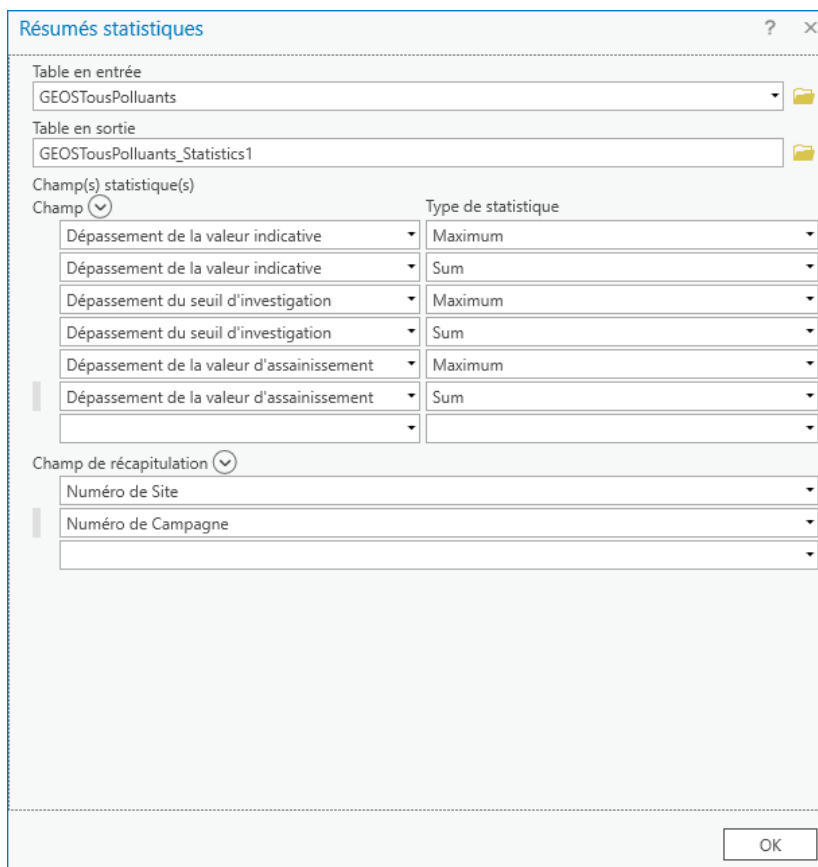 Résumés statistiques ? ×
Table en entrée
GEOSTousPolluants
Table en sortie
GEOSTousPolluants_Statistics1
Champ(s) statistique(s)
Champ Type de statistique
Dépassement de la valeur indicative Maximum
Dépassement de la valeur indicative Sum
Dépassement du seuil d'investigation Maximum
Dépassement du seuil d'investigation Sum
Dépassement de la valeur d'assainissement Maximum
Dépassement de la valeur d'assainissement Sum
Champ de récapitulation
Numéro de Site
Numéro de Campagne
OK